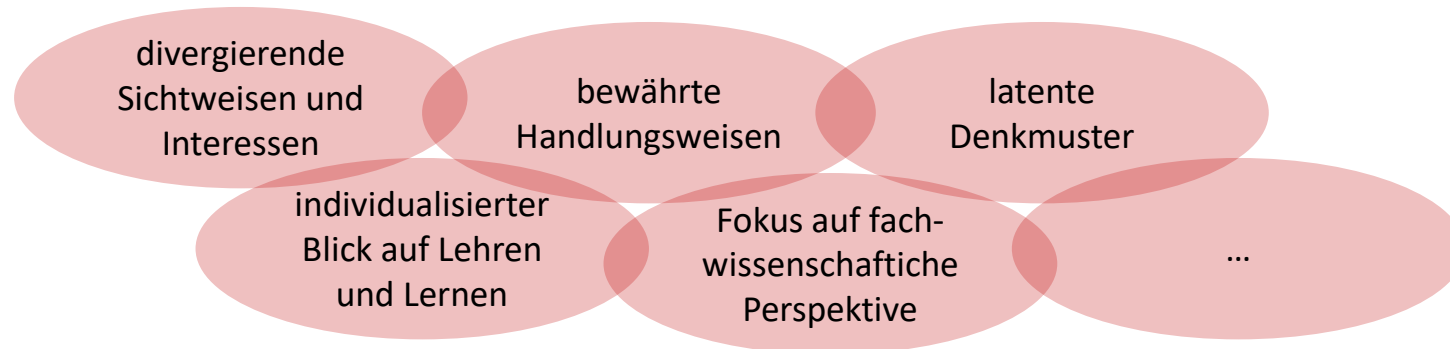 divergierende
Sichtweisen und
Interessen
bewährte
Handlungsweisen
latente
Denkmuster
individualisierter
Blick auf Lehren
und Lernen
Fokus auf fach-
wissenschaftiche
Perspektive
...